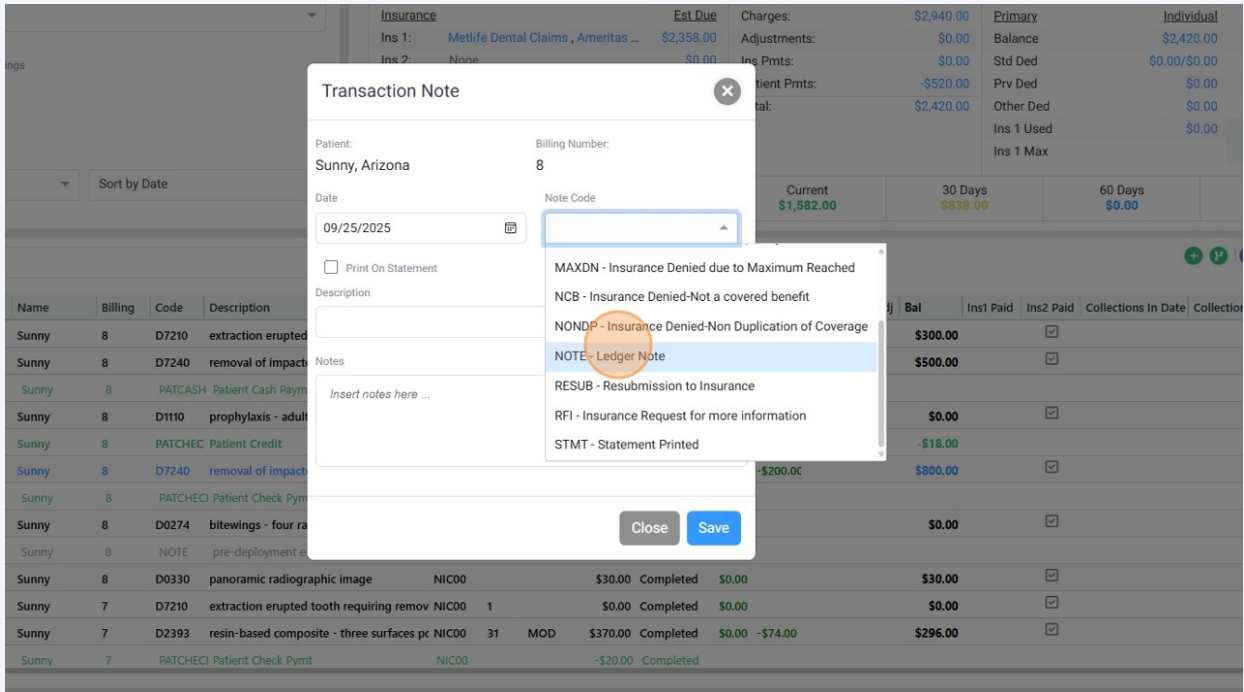 Insurance Est Due
Ins 1: Metlife Dental Claims , Ameritas ... $2,358.00
Ins 2: None $0.00
ings
Charges: $2,940.00
Adjustments: $0.00
Ins Pmts: $0.00
tient Pmts: -$520.00
tal: $2,420.00
Primary Individual
Balance $2,420.00
Std Ded $0.00/$0.00
Prv Ded $0.00
Other Ded $0.00
Ins 1 Used $0.00
Ins 1 Max
Sort by Date
Current 30 Days 60 Days
$1,582.00 $838.00 $0.00
Transaction Note
Patient: Billing Number:
Sunny, Arizona 8
Date Note Code
09/25/2025
Print On Statement
Description
Notes
Insert notes here ...
MAXDN - Insurance Denied due to Maximum Reached
NCB - Insurance Denied-Not a covered benefit
NONDP - Insurance Denied-Non Duplication of Coverage
NOTE - Ledger Note
RESUB - Resubmission to Insurance
RFI - Insurance Request for more information
STMT - Statement Printed
Close Save
Name Billing Code Description Bal Ins1 Paid Ins2 Paid Collections In Date Collection
Sunny 8 D7210 extraction erupted $300.00
Sunny 8 D7240 removal of impact $500.00
Sunny 8 PATCASH Patient Cash Paym
Sunny 8 D1110 prophylaxis - adult $0.00
Sunny 8 PATCHEC Patient Credit -$18.00
Sunny 8 D7240 removal of impact -$200.00 $800.00
Sunny 8 PATCHEC Patient Check Pym
Sunny 8 D0274 bitewings - four ra $0.00
Sunny 8 NOTE pre-deployment e
Sunny 8 D0330 panoramic radiographic image NIC00 $30.00 Completed $0.00 $30.00
Sunny 7 D7210 extraction erupted tooth requiring remov NIC00 1 $0.00 Completed $0.00 $0.00
Sunny 7 D2393 resin-based composite - three surfaces pc NIC00 31 MOD $370.00 Completed $0.00 -$74.00 $296.00
Sunny 7 PATCHEC Patient Check Pymt NIC00 -$20.00 Completed